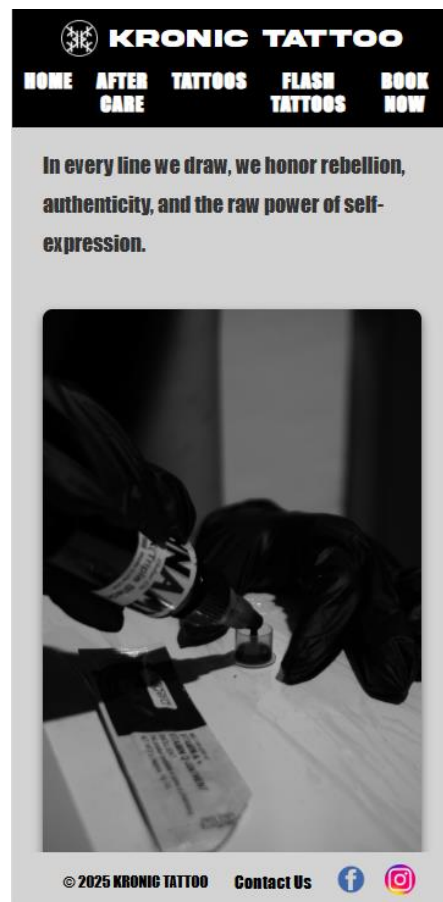 KRONIC TATTOO
HOME AFTER CARE TATTOOS FLASH TATTOOS BOOK NOW
In every line we draw, we honor rebellion,
authenticity, and the raw power of self-
expression.
© 2025 KRONIC TATTOO Contact Us